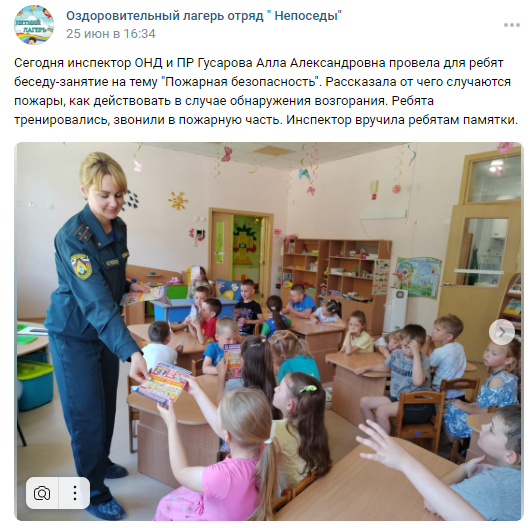 Оздоровительный лагерь отряд " Непоседы"
25 июн в 16:34
Сегодня инспектор ОНД и ПР Гусарова Алла Александровна провела для ребят
беседу-занятие на тему "Пожарная безопасность". Рассказала от чего случаются
пожары, как действовать в случае обнаружения возгорания. Ребята
тренировались, звонили в пожарную часть. Инспектор вручила ребятам памятки.